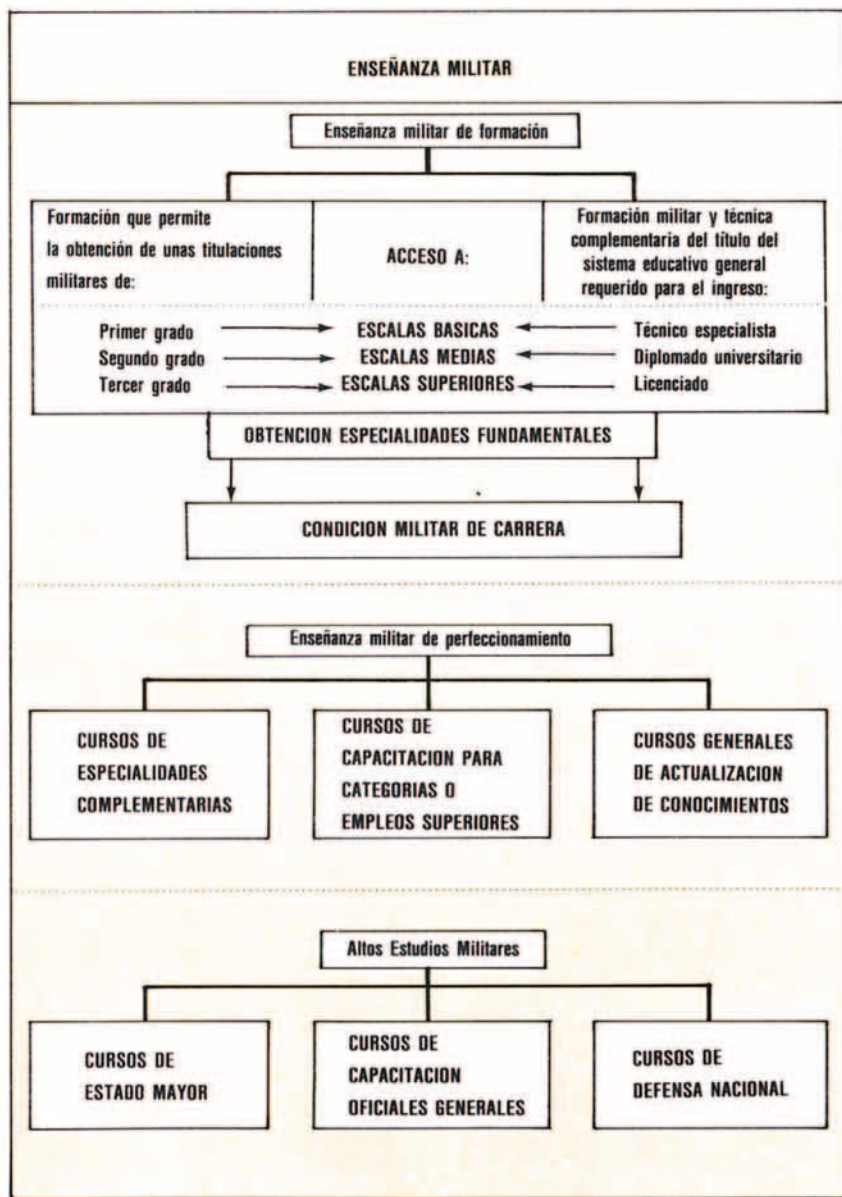 ENSEÑANZA MILITAR
Enseñanza militar de formación
Formación que permite
la obtención de unas titulaciones
militares de:
ACCESO A:
Formación militar y técnica
complementaria del título del
sistema educativo general
requerido para el ingreso:
Primer grado ESCALAS BASICAS Técnico especialista
Segundo grado ESCALAS MEDIAS Diplomado universitario
Tercer grado ESCALAS SUPERIORES Licenciado
OBTENCION ESPECIALIDADES FUNDAMENTALES
CONDICION MILITAR DE CARRERA
Enseñanza militar de perfeccionamiento
CURSOS DE
ESPECIALIDADES
COMPLEMENTARIAS
CURSOS DE
CAPACITACION PARA
CATEGORIAS O
EMPLEOS SUPERIORES
CURSOS GENERALES
DE ACTUALIZACION
DE CONOCIMIENTOS
Altos Estudios Militares
CURSOS DE
ESTADO MAYOR
CURSOS DE
CAPACITACION
OFICIALES GENERALES
CURSOS DE
DEFENSA NACIONAL